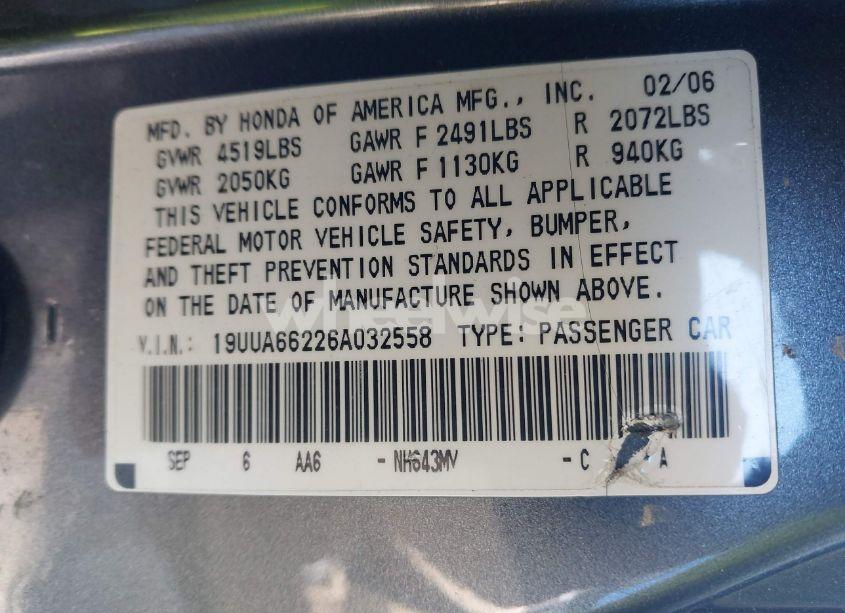 MFD. BY HONDA OF AMERICA MFG., INC. 02/06
GVWR 4519LBS GAWR F 2491LBS R 2072LBS
GVWR 2050KG GAWR F 1130KG R 940KG
THIS VEHICLE CONFORMS TO ALL APPLICABLE
FEDERAL MOTOR VEHICLE SAFETY, BUMPER,
AND THEFT PREVENTION STANDARDS IN EFFECT
ON THE DATE OF MANUFACTURE SHOWN ABOVE.
wheelwise
V.I.N.: 19UUA66226A032558 TYPE: PASSENGER CAR
SEP 6 AA6 - NH643MV - C - A